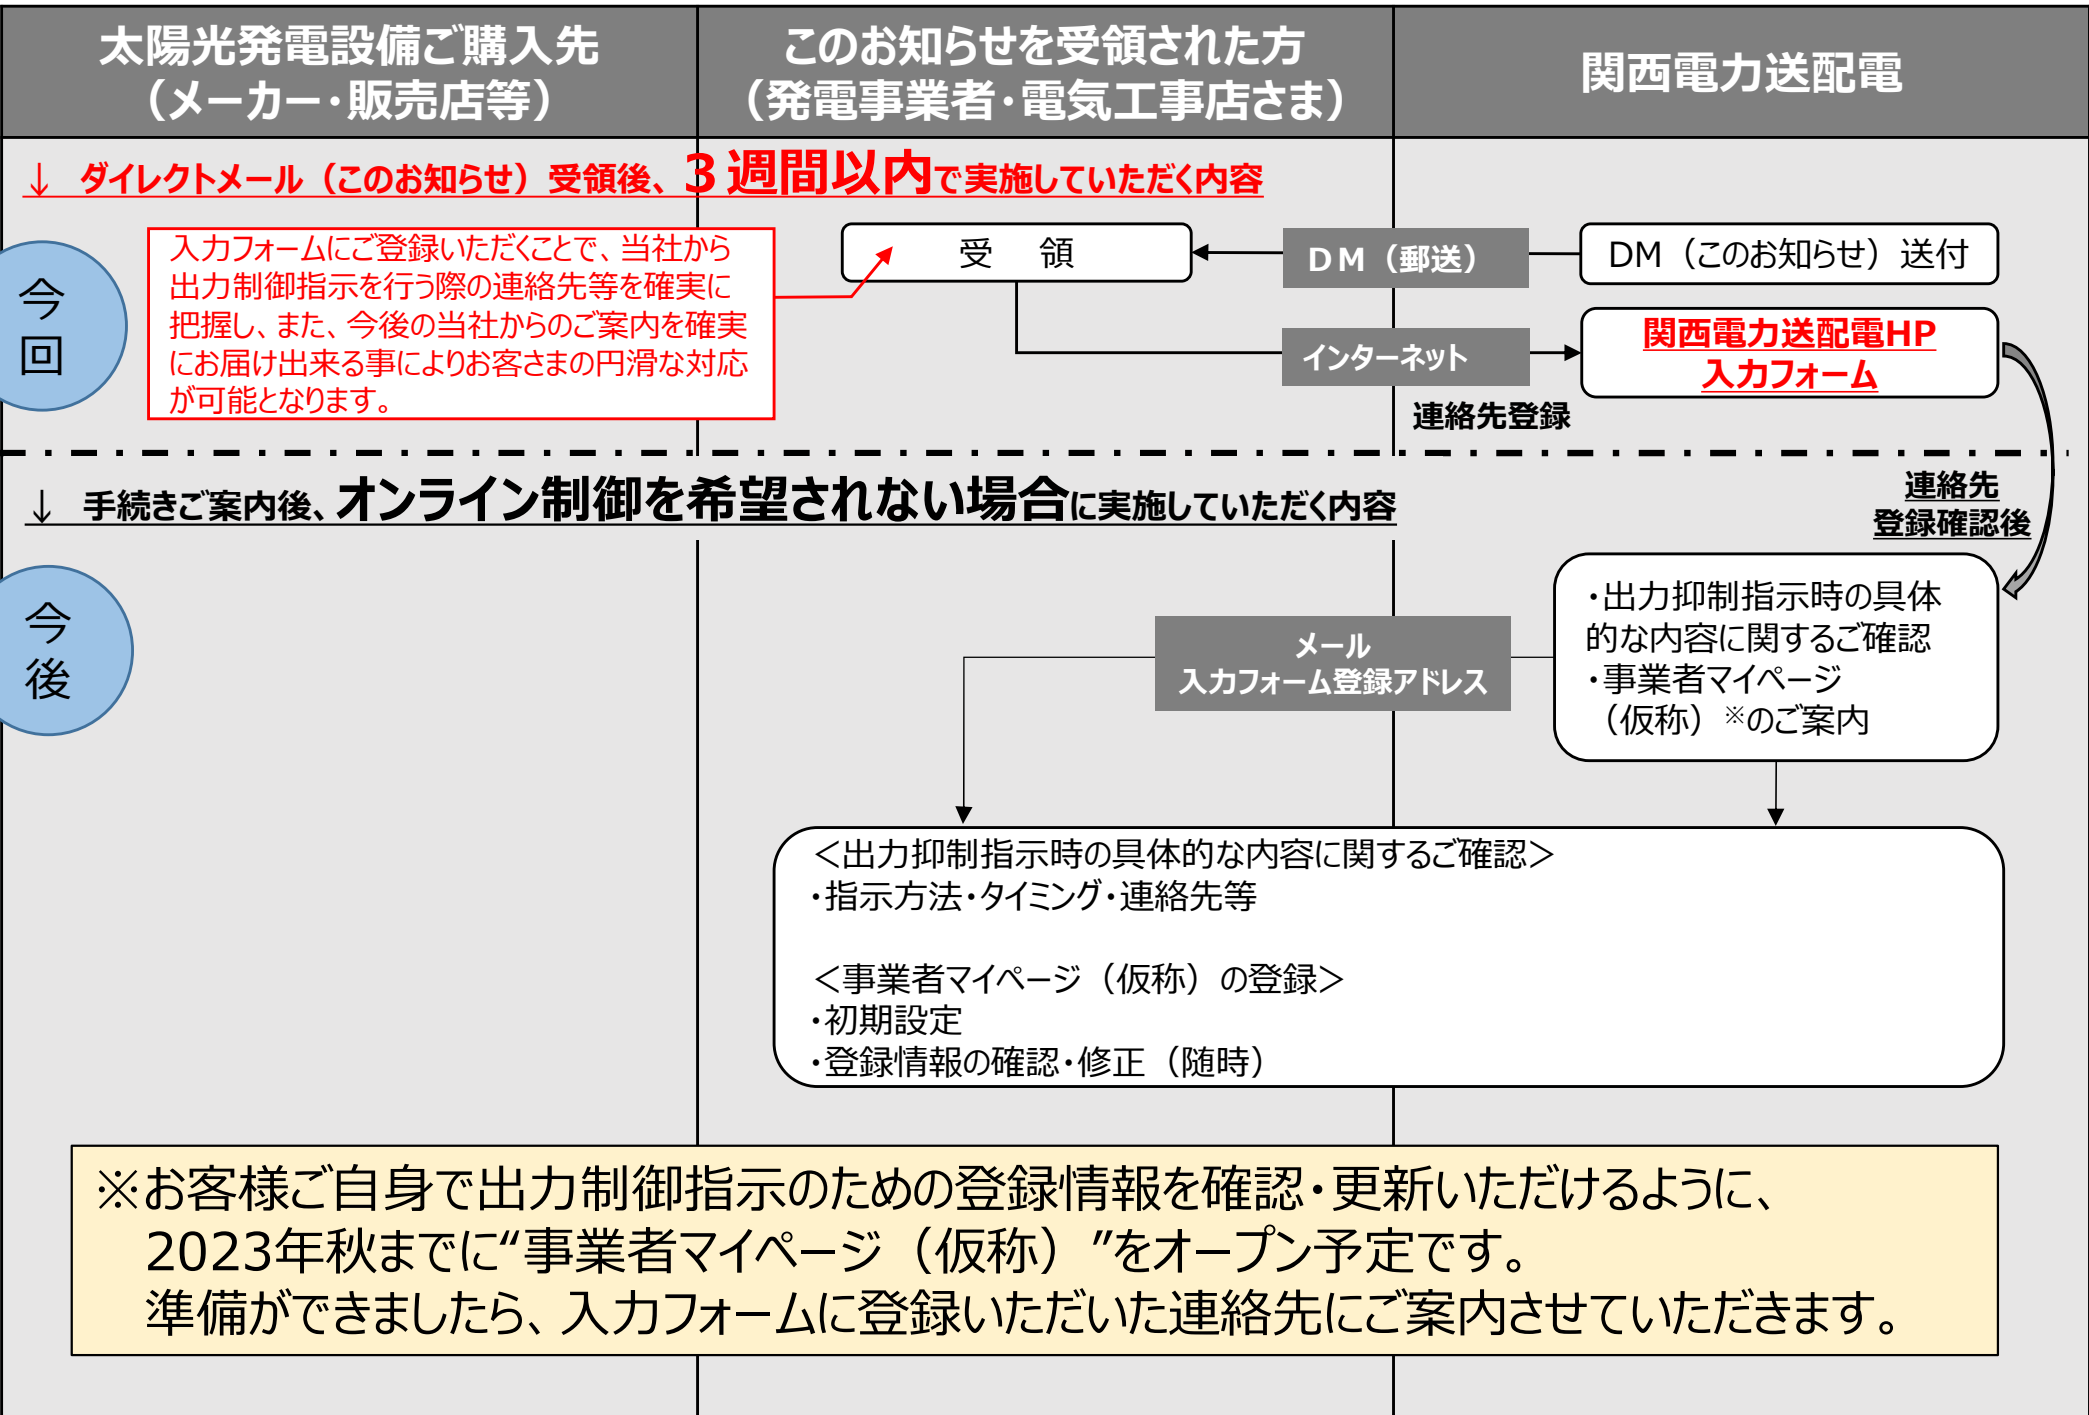 太陽光発電設備ご購入先
（メーカー・販売店等）
このお知らせを受領された方
（発電事業者・電気工事店さま）
関西電力送配電
↓ ダイレクトメール（このお知らせ）受領後、３週間以内で実施していただく内容
今
回
入力フォームにご登録いただくことで、当社から
出力制御指示を行う際の連絡先等を確実に
把握し、また、今後の当社からのご案内を確実
にお届け出来る事によりお客さまの円滑な対応
が可能となります。
受　領
ＤＭ（郵送）
DM（このお知らせ）送付
インターネット
関西電力送配電HP
入力フォーム
連絡先登録
↓ 手続きご案内後、オンライン制御を希望されない場合に実施していただく内容
連絡先
登録確認後
今
後
メール
入力フォーム登録アドレス
・出力抑制指示時の具体
的な内容に関するご確認
・事業者マイページ
（仮称）※のご案内
＜出力抑制指示時の具体的な内容に関するご確認＞
・指示方法・タイミング・連絡先等
＜事業者マイページ（仮称）の登録＞
・初期設定
・登録情報の確認・修正（随時）
※お客様ご自身で出力制御指示のための登録情報を確認・更新いただけるように、
2023年秋までに“事業者マイページ（仮称）”をオープン予定です。
準備ができましたら、入力フォームに登録いただいた連絡先にご案内させていただきます。